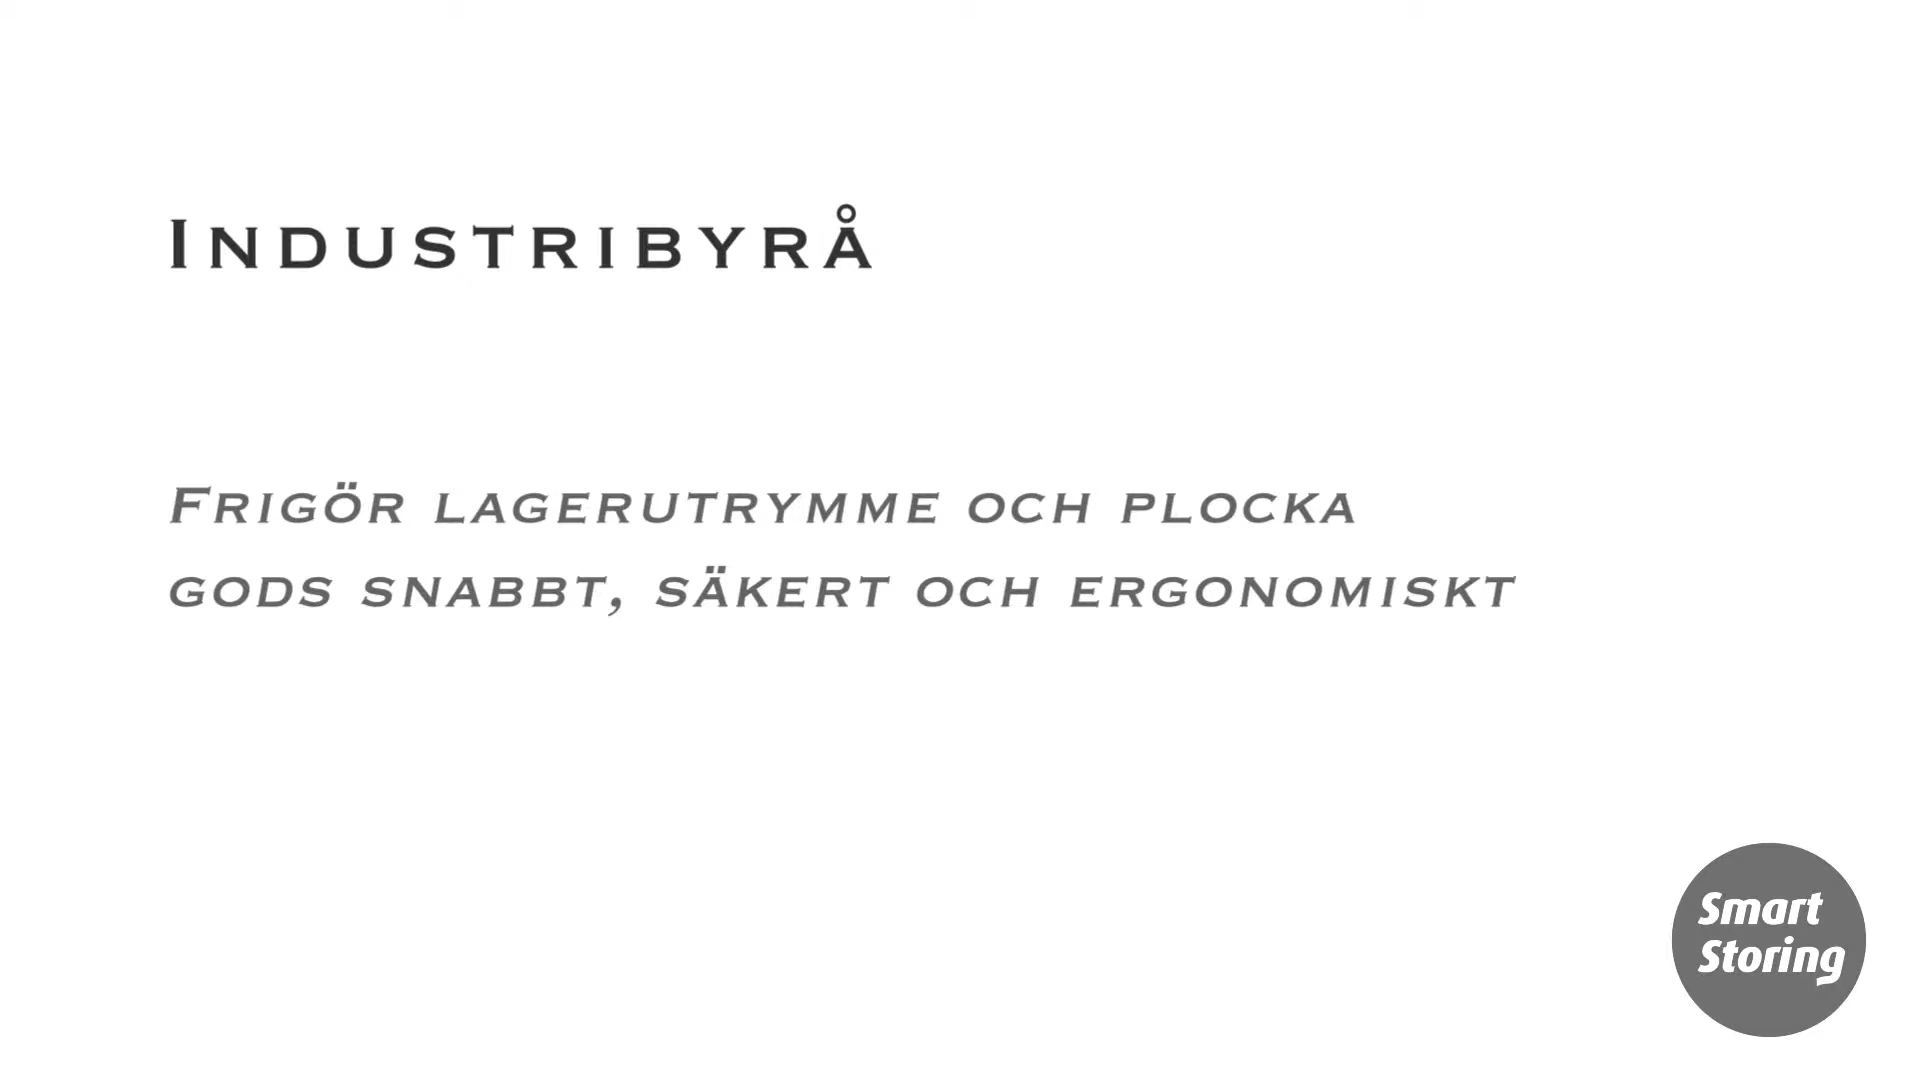 Industribyrå
Frigör lagerutrymme och plocka
gods snabbt, säkert och ergonomiskt
Smart
Storing